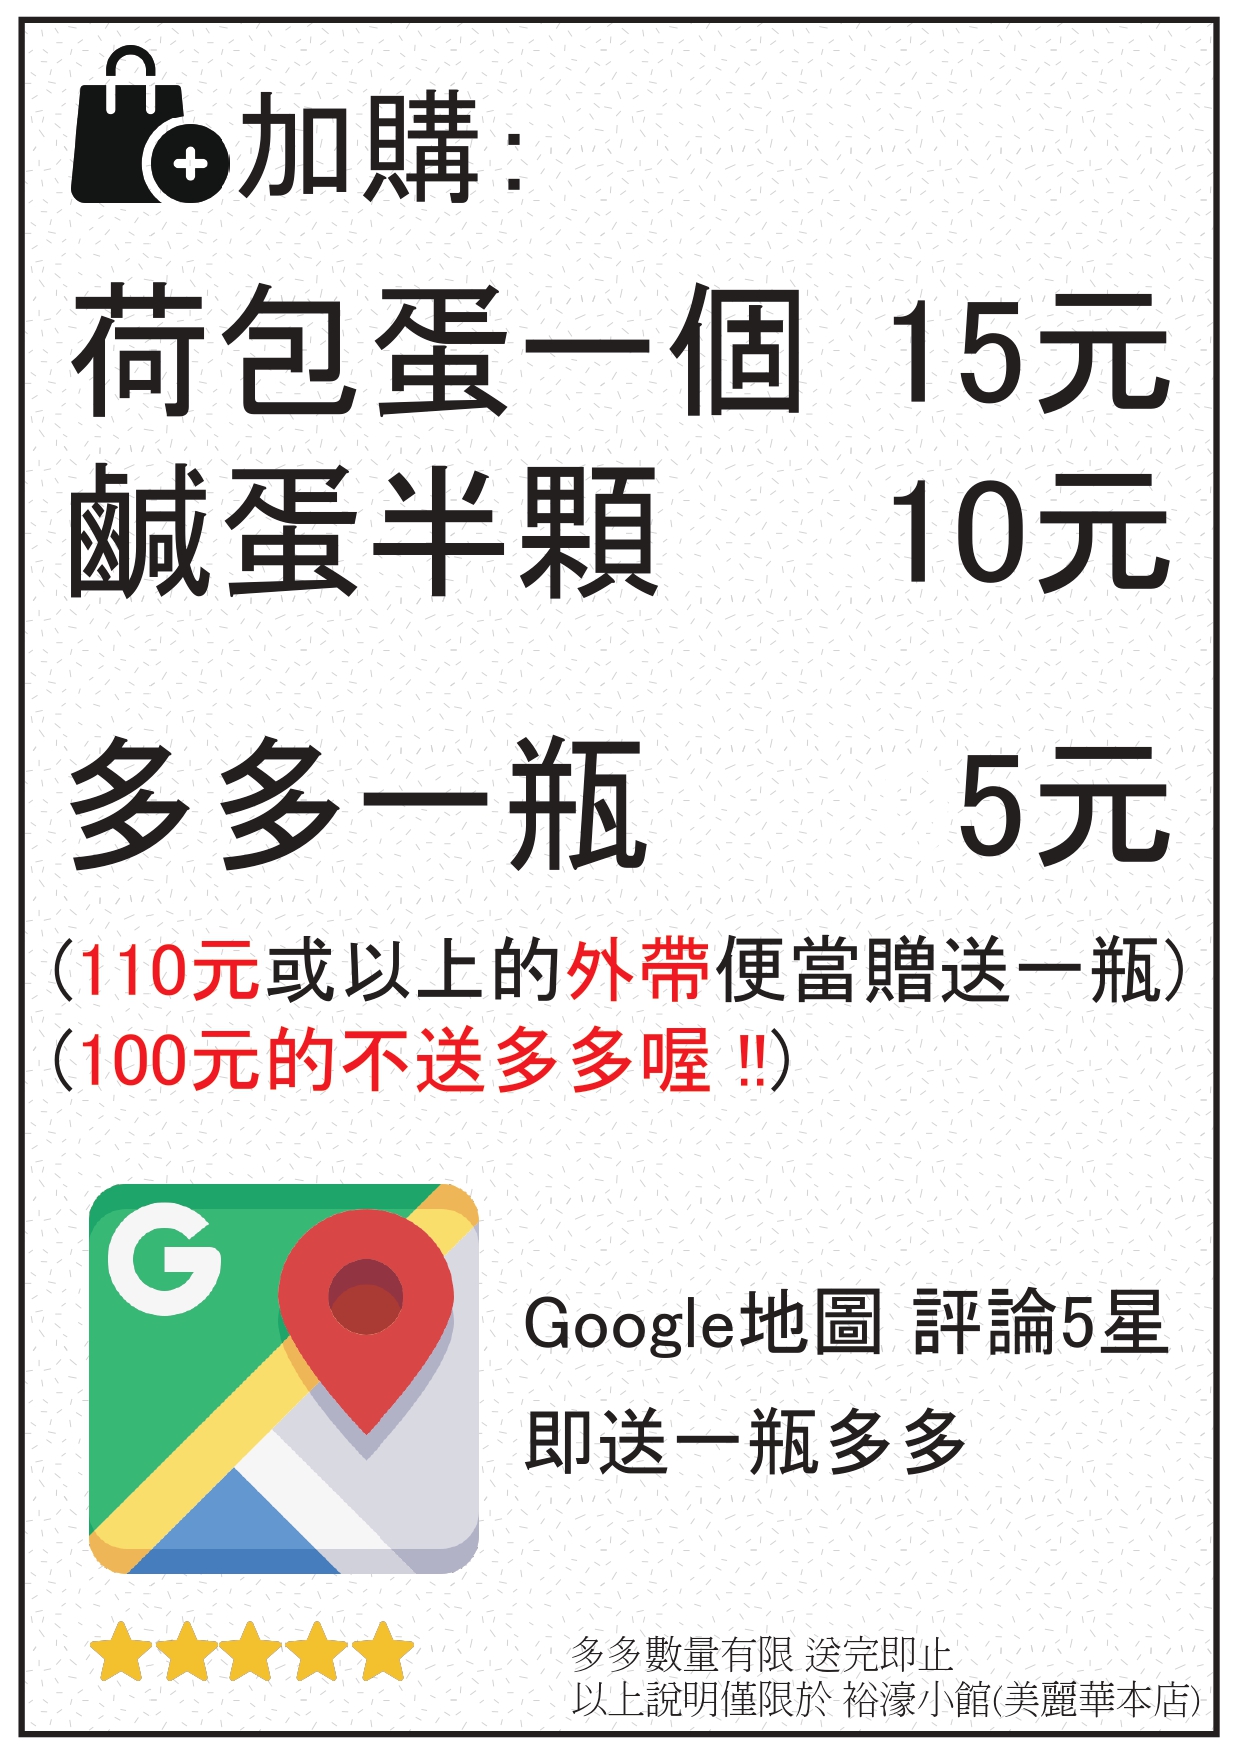 加購:
荷包蛋一個 15元
鹹蛋半顆 10元
多多一瓶 5元
(110元或以上的外帶便當贈送一瓶)
(100元的不送多多喔 !!)
G
Google地圖 評論5星
即送一瓶多多
多多數量有限 送完即止
以上說明僅限於 裕濠小館(美麗華本店)